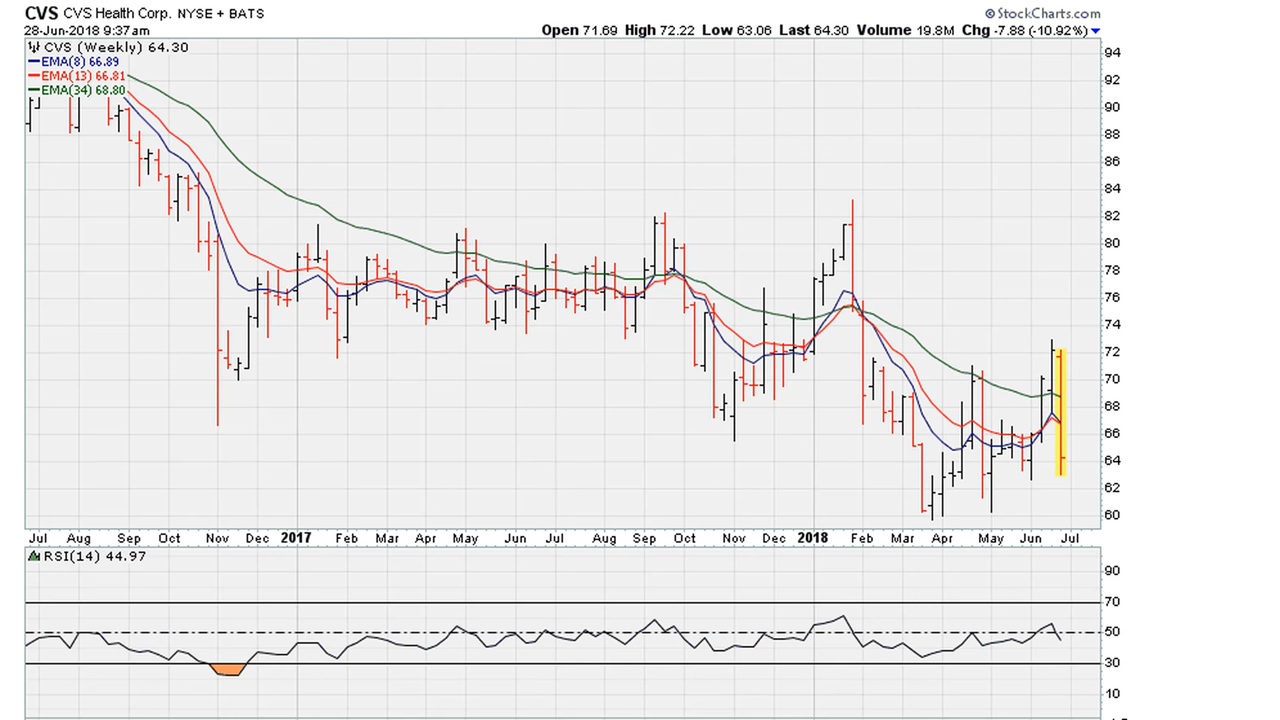 CVS CVS Health Corp. NYSE + BATS
© StockCharts.com
28-Jun-2018 9:37am
Open 71.69 High 72.22 Low 63.06 Last 64.30 Volume 19.8M Chg -7.88 (-10.92%)
CVS (Weekly) 64.30
EMA(8) 66.89
EMA(13) 66.81
EMA(34) 68.80
94
92
90
88
86
84
82
80
78
76
74
72
70
68
66
64
62
60
Jul Aug Sep Oct Nov Dec 2017 Feb Mar Apr May Jun Jul Aug Sep Oct Nov Dec 2018 Feb Mar Apr May Jun Jul
RSI(14) 44.97
90
70
50
30
10